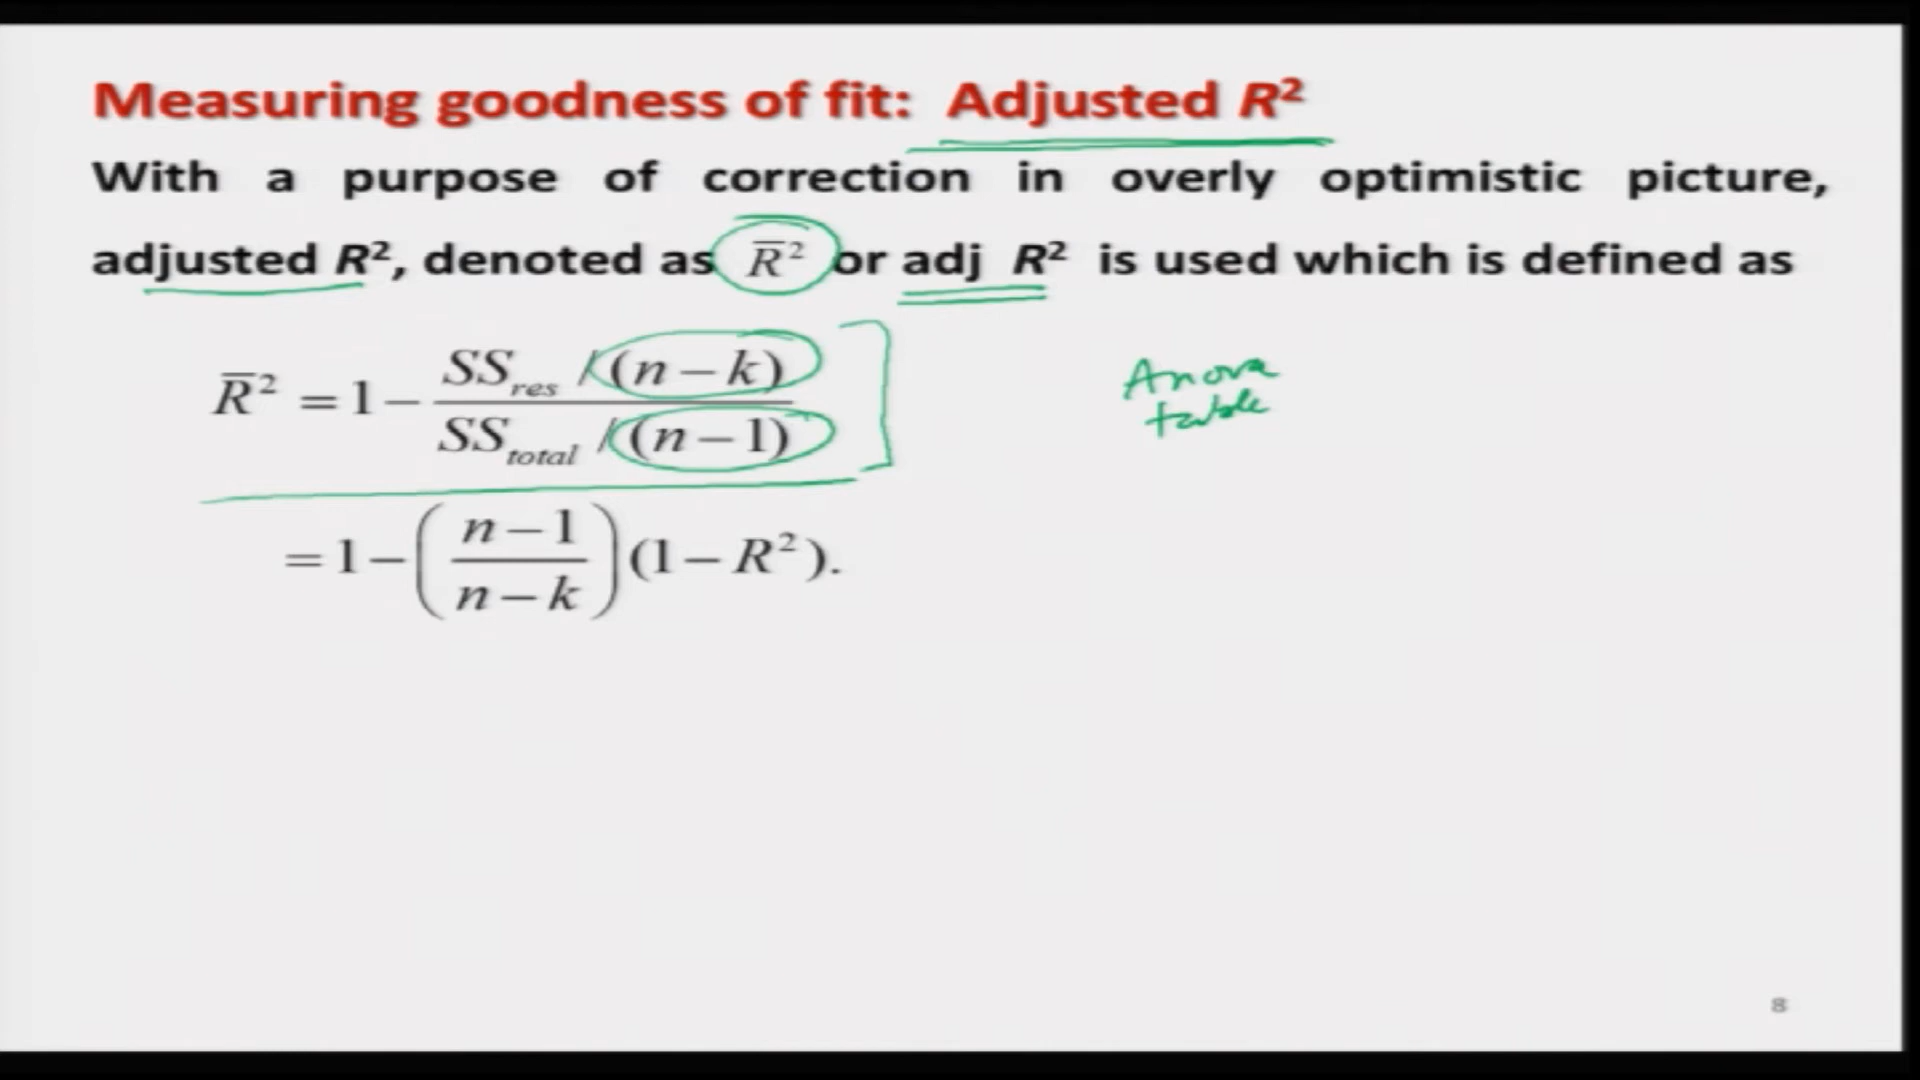 Measuring goodness of fit: Adjusted R²
With a purpose of correction in overly optimistic picture,
adjusted R², denoted as R̅² or adj R² is used which is defined as
R̅² = 1 − (SS_res / (n − k)) / (SS_total / (n − 1))
Anova
table
= 1 − ((n − 1) / (n − k)) (1 − R²).
8